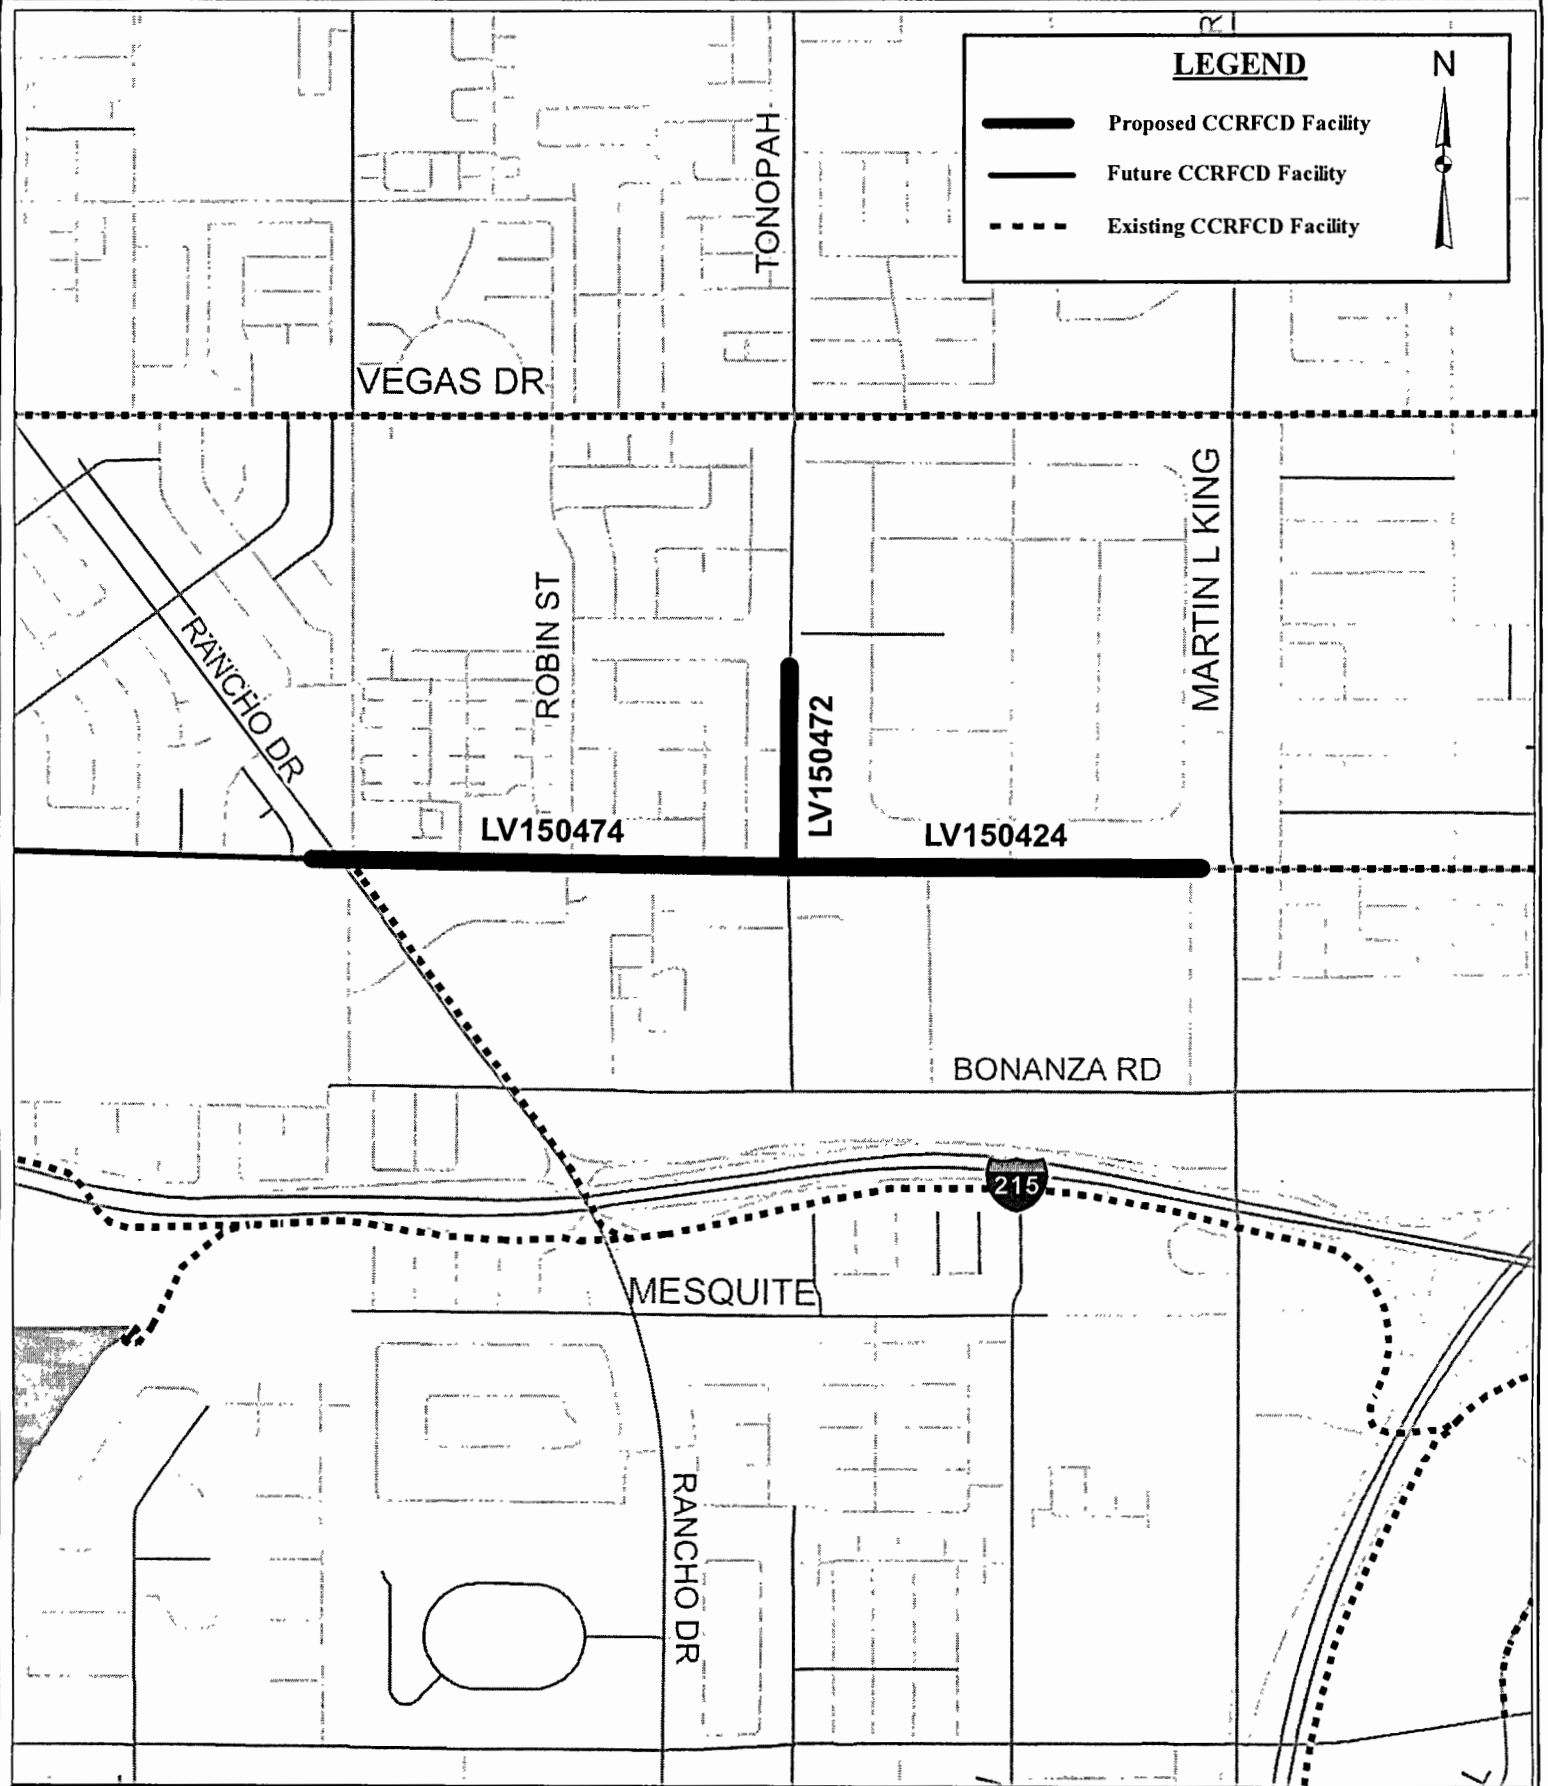 R
LEGEND
N
Proposed CCRFCD Facility
Future CCRFCD Facility
Existing CCRFCD Facility
TONOPAH
VEGAS DR
MARTIN L KING
ROBIN ST
RANCHO DR
LV150472
LV150474
LV150424
BONANZA RD
215
MESQUITE
RANCHO DR